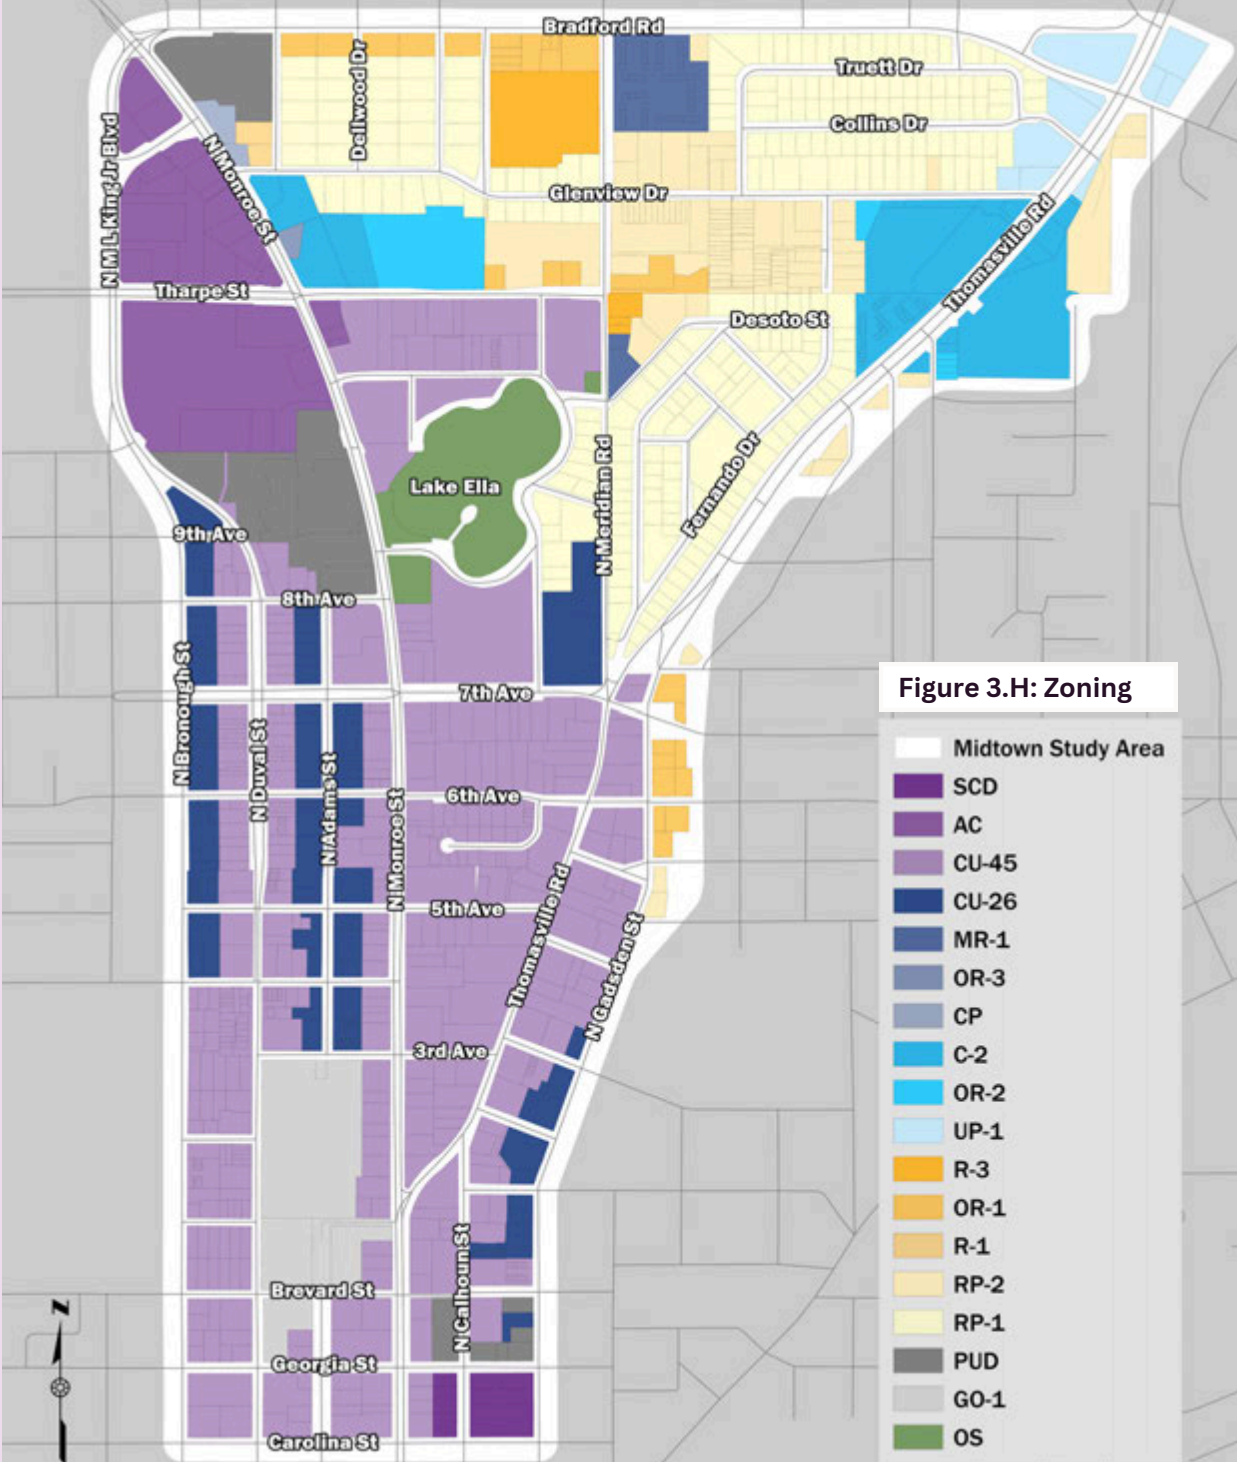 Bradford Rd
Truett Dr
Dellwood Dr
Collins Dr
N M L King Jr Blvd
N Monroe St
Glenview Dr
Thomasville Rd
Tharpe St
Desoto St
Fernando Dr
N Meridian Rd
Lake Ella
9th Ave
8th Ave
N Bronough St
7th Ave
Figure 3.H: Zoning
N Duval St
N Adams St
N Monroe St
6th Ave
Thomasville Rd
5th Ave
N Gadsden St
3rd Ave
N Calhoun St
Brevard St
Georgia St
Carolina St
Midtown Study Area
SCD
AC
CU-45
CU-26
MR-1
OR-3
CP
C-2
OR-2
UP-1
R-3
OR-1
R-1
RP-2
RP-1
PUD
GO-1
OS
N